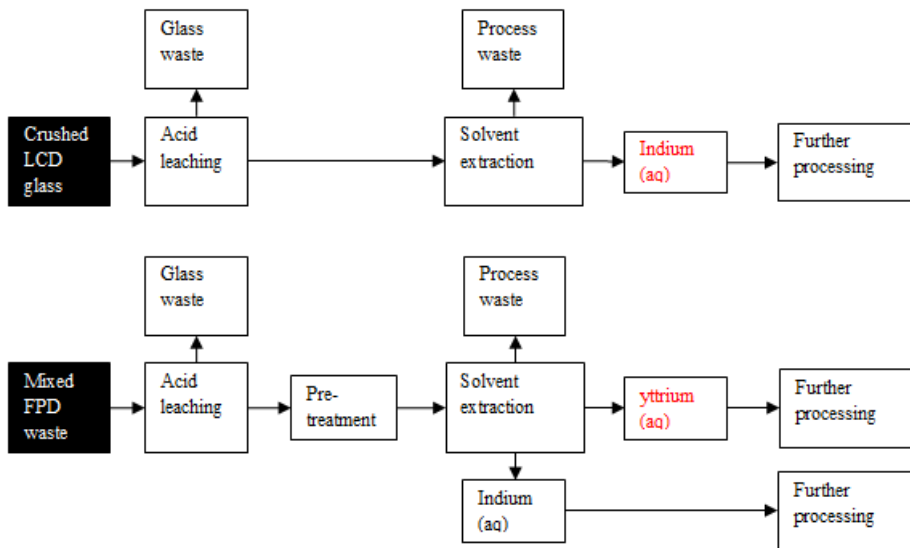 Glass
waste
Process
waste
Crushed
LCD
glass
Acid
leaching
Solvent
extraction
Indium
(aq)
Further
processing
Glass
waste
Process
waste
Mixed
FPD
waste
Acid
leaching
Pre-
treatment
Solvent
extraction
yttrium
(aq)
Further
processing
Indium
(aq)
Further
processing